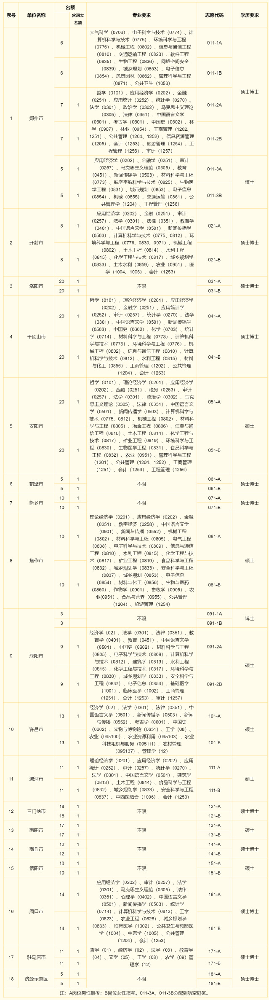 序号 单位名称 名额 专业要求 志愿代码 学历要求
含河大
名额
1 郑州市
6 011-1A
6 011-1B
大气科学（0706）、电子科学与技术（0774）、计
算机科学与技术（0775）、环境科学与工程
（0776）、机械工程（0802）、信息与通信工程
（0810）、交通运输工程（0823）、软件工程
（0835）、生物工程（0836）、网络空间安全
（0839）、城乡规划（0853）、电子信息
（0854）、风景园林（0862）、管理科学与工程
（0871）、公共卫生（1053）
硕士博士
7 1 011-2A
7 1 011-2B
哲学（0101）、应用经济学（0202）、金融
（0251）、应用统计（0252）、统计学（0270）、
法学（0301）、政治学（0302）、马克思主义理论
（0305）、法律（0351）、中国语言文学
（0501）、考古学（0601）、中国史（0602）、林
学（0907）、林业（0954）、工商管理（1202、
1251）、公共管理（1204、1252）、信息资源管理
（1205）、会计（1253）、旅游管理（1254）、工
程管理（1256）、审计（1257）
5 1 011-3A
5 1 011-3B
应用经济学（0202）、金融学（0251）、审计
（0257）、马克思主义理论（0305）、教育
（0451）、新闻传播学（0503）、材料科学与工程
（0773）、航空宇航科学与技术（0825）、生物医
学工程（0831）、城市规划（0853）、电子信息
（0854）、机械（0855）、交通运输（0861）、公
共管理学（1204）、工程管理（1256）
博士
2 开封市
8 1 021-A
8 1 021-B
应用经济学（0202）、金融（0251）、审计
（0257）、法学（0301）、法律（0351）、教育学
（0401）、中国语言文学（0501）、新闻传播学
（0503）、计算机科学与技术（0775、0812）、环
境科学与工程（0776、0830、0971）、机械工程
（0802）、土木工程（0814）、水利工程
（0815）、化学工程与技术（0817）、城乡规划学
（0833）、土木水利（0859）、农业（0951）、医
学（1004、1006）、会计（1253）
硕士博士
3 洛阳市
20 1 031-A
20 1 031-B
不限
硕士博士
4 平顶山市
20 1 041-A
20 1 041-B
哲学（0101）、理论经济学（0201）、应用经济学
（0202）、金融学（0251）、应用统计学
（0252）、审计（0257）、统计学（0270）、法学
（0301）、中国语言文学（0501）、新闻传播学
（0503）、中国史（0602）、化学（0703）、统计
学（0714）、材料科学与工程（0773）、计算机科
学与技术（0775）、环境科学与工程（0776）、机
械工程（0802）、信息与通信工程（0810）、计算
机科学与技术（0812）、水利工程（0815）、材料
与化工（0856）、工商管理（1202）、公共管理
（1204）、会计（1253）
硕士博士
5 安阳市
20 1 051-A
20 1 051-B
哲学（0101）、理论经济学（0201）、应用经济学
（0202）、金融（0251）、税务（0253）、审计
（0257）、法学（0301）、政治学（0302）、马克
思主义理论（0305）、法律（0351）、中国语言文
学（0501）、新闻传播学（0503）、计算机科学与
技术（0775、0812）、机械工程（0802）、材料科
学与工程（0805）、冶金工程（0806）、信息与通
信工程（0810）、土木工程（0814）、化学工程与
技术（0817）、矿业工程（0819）、环境科学与工
程（0830）、生物医学工程（0831）、食品科学与
工程（0832）、农业（0951）、管理科学与工程
（1201）、公共管理（1204、1252）、工商管理
（1251）、会计（1253）、工程管理（1256）
硕士
6 鹤壁市
5 1 061-A
5 1 061-B
不限
硕士博士
7 新乡市
10 1 071-A
10 1 071-B
不限
硕士博士
8 焦作市
10 1 081-A
10 1 081-B
理论经济学（0201）、应用经济学（0202）、金融
（0251）、数字经济（0258）、中国语言文学
（0501）、新闻与传播（0552）、机械工程
（0802）、材料科学与工程（0805）、电气工程
（0808）、电子科学与技术（0809）、信息与通信
工程（0810）、水利工程（0815）、化学工程与技
术（0817）、矿业工程（0819）、食品科学与工程
（0832）、城乡规划学（0833）、安全科学与工程
（0837）、城乡规划（0853）、电子信息
（0854）、材料与化工（0856）、生物与医药
（0860）、作物学（0901）、畜牧学（0905）、农
业(0951）、食品与营养（0955）、公共管理
（1204）、旅游管理（1254）
硕士
9 濮阳市
3 091-1A
3 091-1B
不限
博士
9 1 091-2A
9 1 091-2B
经济学（02）、法学（0301）、法律（0351）、教
育学（0401）、教育（0451）、中国语言文学
（0501）、中国史（0602）、材料科学与工程
（0805）、电子科学与技术（0809）、计算机科学
与技术（0812）、建筑学（0813）、水利工程
（0815）、化学工程与技术（0817）、环境科学与
工程（0830）、城乡规划学（0833）、安全科学与
工程（0837）、电子信息（0854）、基础医学
（1001）、临床医学（1002）、工商管理
（1251）、会计（1253）、审计（1257）
硕士
10 许昌市
13 1 101-A
13 1 101-B
经济学（02）、法学（0301）、法律（0351）、中
国语言文学（0501）、新闻传播学（0503）、新闻
与传播（0552）、考古学（0601）、中国史
（0602）、文物与博物馆（0651）、工学（08）、
农业（095100）、农业资源利用（095103）、农业
科技组织与服务（095111）、农村管理
（095137）、管理学（12）
硕士
11 漯河市
11 1 111-A
11 1 111-B
理论经济学（0201）、应用经济学（0202）、应用
统计（0252）、审计（0257）、统计学（0270）、
法学（0301）、中国语言文学（0501）、建筑学
（0813）、土木工程（0814）、食品科学与工程
（0832）、城乡规划学（0833）、安全科学与工程
（0837）、中西医结合（1006）、会计（1253）
硕士
12 三门峡市
18 1 121-A
18 1 121-B
不限
硕士博士
13 南阳市
17 1 131-A
17 1 131-B
不限
硕士
14 商丘市
12 1 141-A
12 1 141-B
不限
硕士博士
15 信阳市
10 1 151-A
10 1 151-B
不限
硕士
16 周口市
14 1 161-A
14 1 161-B
应用经济学（0202）、审计（0257）、法学
（0301）、马克思主义理论（0305）、法律
（0351）、心理学（0402）、中国语言文学
（0501）、新闻传播学（0503）、统计学
（0714）、计算机科学与技术（0812）、工学
（0823）、农业工程（0828）、城乡规划学
（0833）、临床医学（1002）、公共卫生与预防医
学（1004）、中医学（1005）、公共管理
（1204）、会计（1253）
硕士博士
17 驻马店市
11 1 171-A
11 1 171-B
哲学（01）、经济学（02）、法学（03）、教育学
（04）、文学（05）、工学（08）、农学（09）管
理学（12）
硕士博士
18 济源示范区
5 1 181-A
5 1 181-B
不限
硕士博士
注：A岗位男性报考；B岗位女性报考。011-3A、011-3B分配到航空港区。